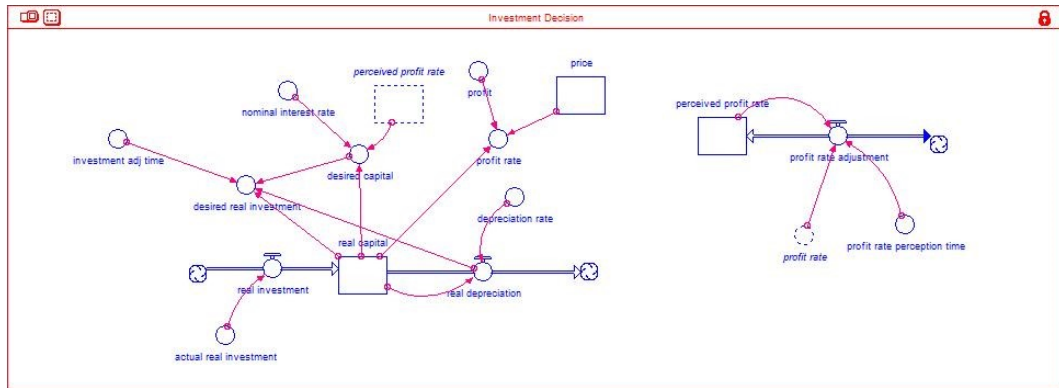 Investment Decision
perceived profit rate
price
profit
nominal interest rate
perceived profit rate
investment adj time
profit rate
profit rate adjustment
desired capital
desired real investment
depreciation rate
real capital
profit rate perception time
profit rate
real investment
real depreciation
actual real investment